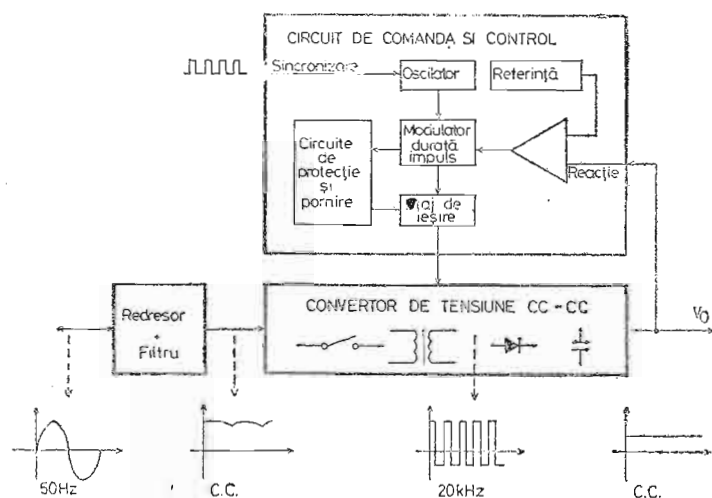 CIRCUIT DE COMANDA SI CONTROL
Sincronizare
Oscilator
Referință
Circuite
de
protecție
și
pornire
Modulator
durată
impuls
Reacție
de
ieșire
Redresor
+
Filtru
CONVERTOR DE TENSIUNE CC-CC
V0
50Hz
C.C.
20kHz
C.C.